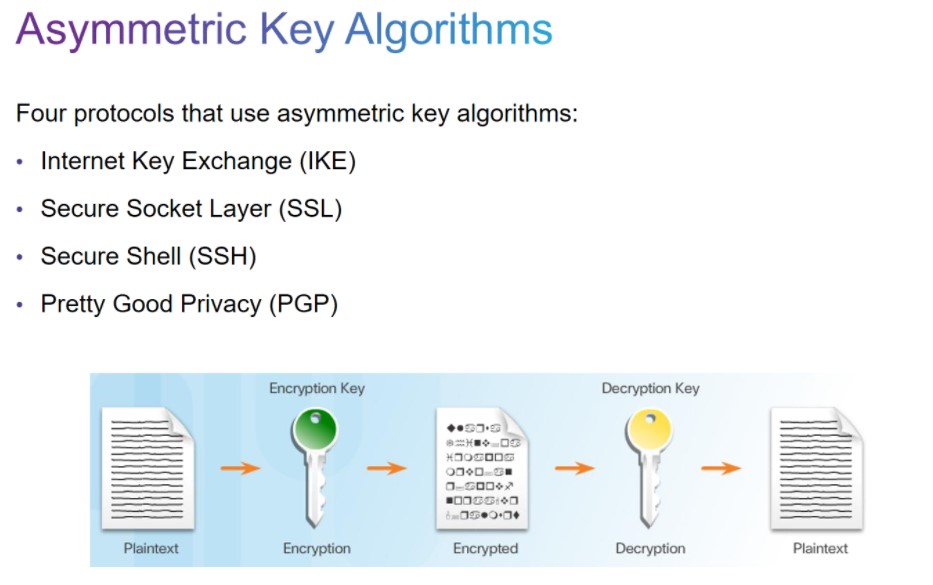 Asymmetric Key Algorithms
Four protocols that use asymmetric key algorithms:
• Internet Key Exchange (IKE)
• Secure Socket Layer (SSL)
• Secure Shell (SSH)
• Pretty Good Privacy (PGP)
Encryption Key Decryption Key
Plaintext Encryption Encrypted Decryption Plaintext